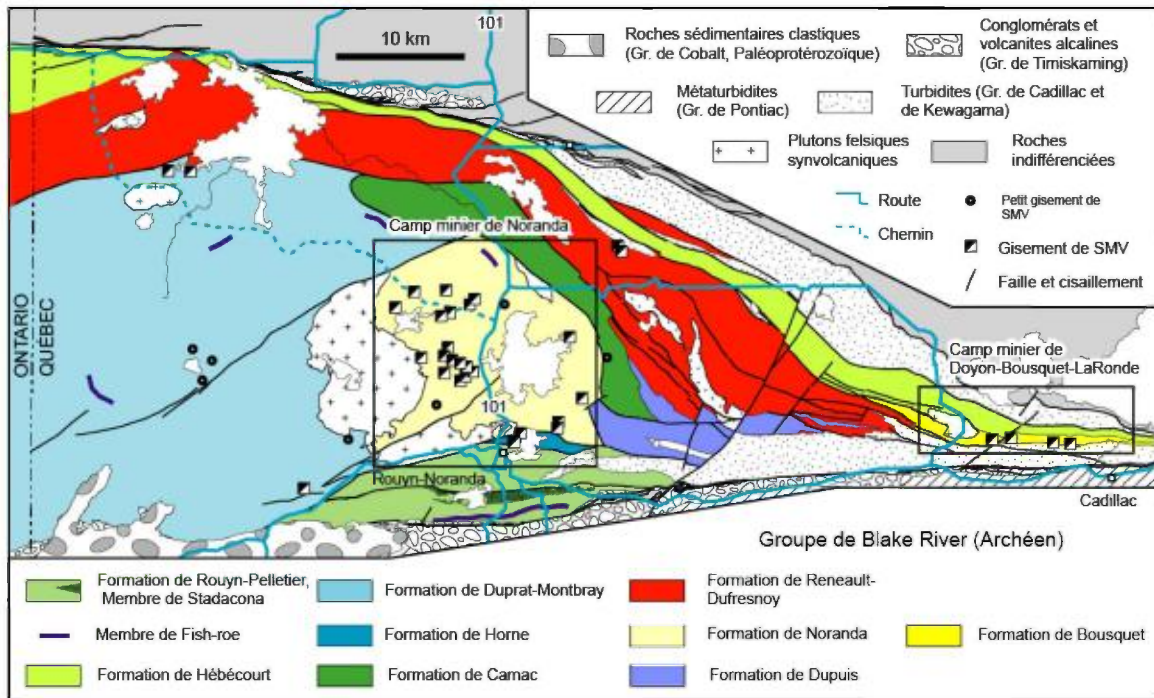 101
10 km
Roches sédimentaires clastiques
(Gr. de Cobalt, Paléoprotérozoïque)
Conglomérats et
volcanites alcalines
(Gr. de Timiskaming)
Métaturbidites
(Gr. de Pontiac)
Turbidites (Gr. de Cadillac et
de Kewagama)
Plutons felsiques
synvolcaniques
Roches
indifférenciées
Route
Petit gisement de
SMV
Chemin
Gisement de SMV
Faille et cisaillement
Camp minier de Noranda
ONTARIO
QUEBEC
Camp minier de
Doyon-Bousquet-LaRonde
101
Rouyn-Noranda
Cadillac
Groupe de Blake River (Archéen)
Formation de Rouyn-Pelletier,
Membre de Stadacona
Formation de Duprat-Montbray
Formation de Reneault-
Dufresnoy
Membre de Fish-roe
Formation de Horne
Formation de Noranda
Formation de Bousquet
Formation de Hébécourt
Formation de Camac
Formation de Dupuis